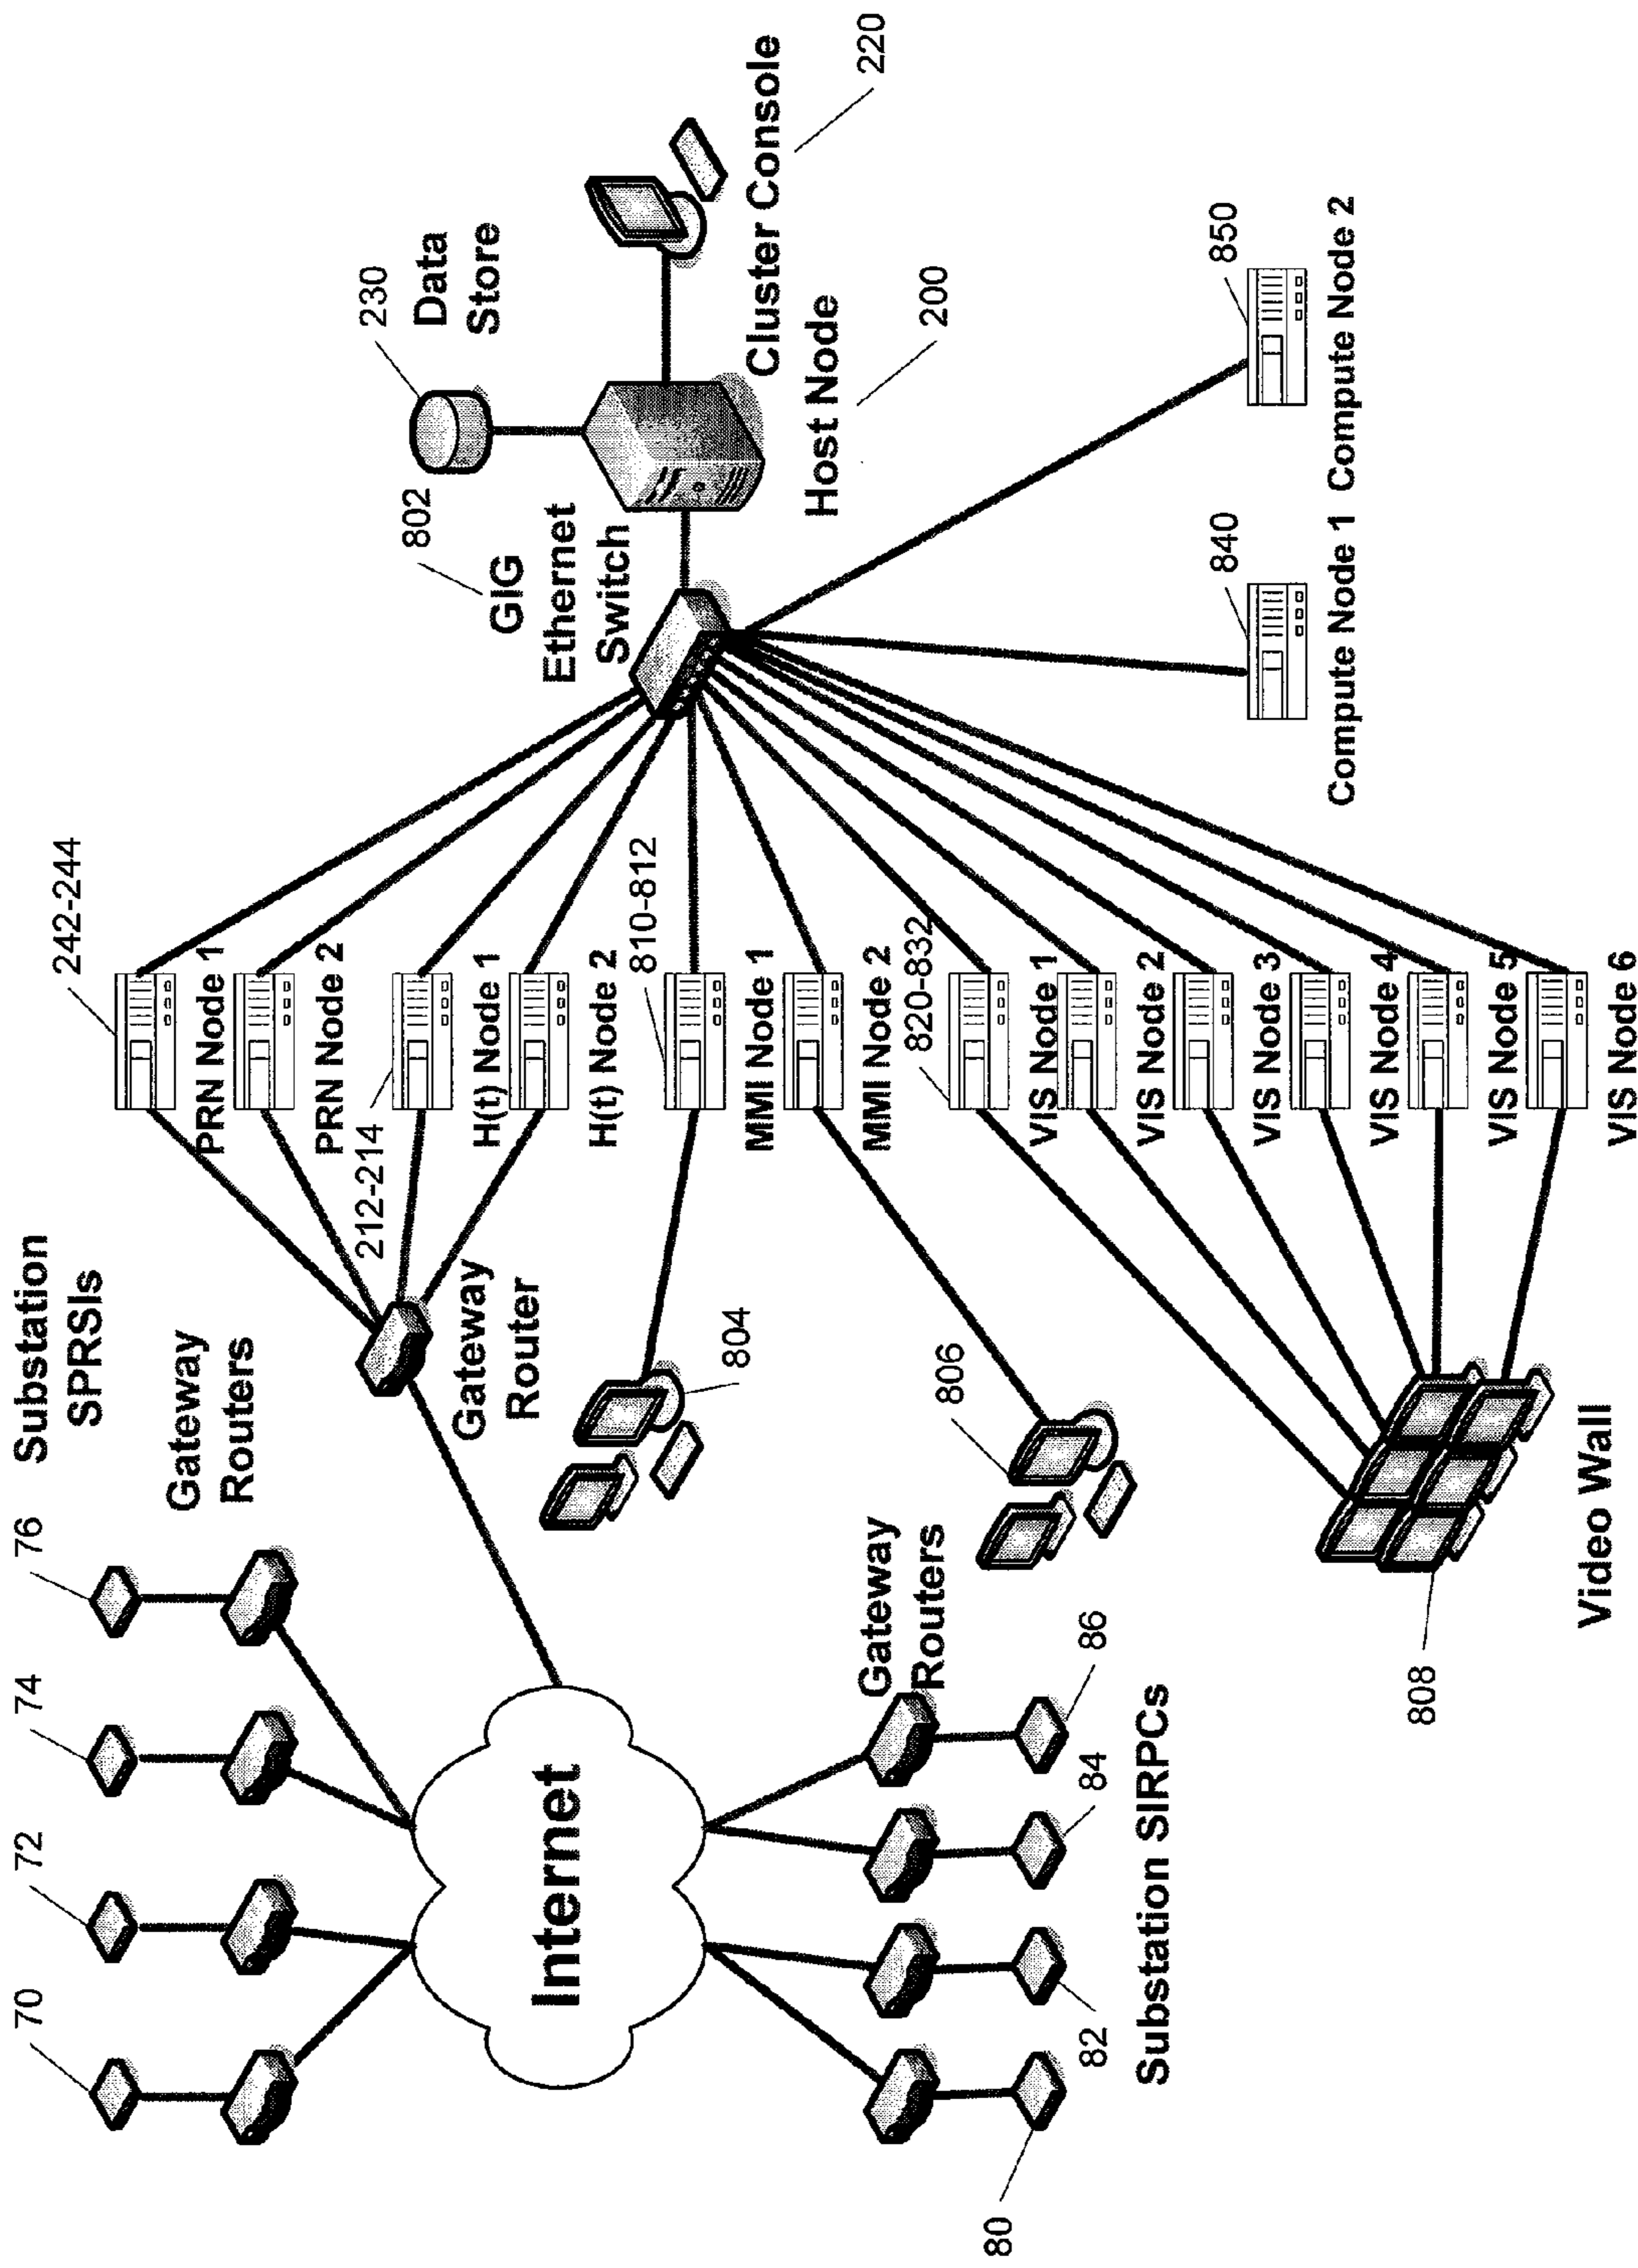 Substation
SPRSIs
70
72
74
76
Gateway
Routers
242-244
PRN Node 1
PRN Node 2
212-214
H(t) Node 1
H(t) Node 2
Gateway
Router
230
Data
Store
802
GIG
Ethernet
Switch
Cluster Console
220
Host Node
200
Internet
804
810-812
MMI Node 1
MMI Node 2
806
820-832
VIS Node 1
VIS Node 2
VIS Node 3
VIS Node 4
VIS Node 5
VIS Node 6
Gateway
Routers
80
82
84
86
Substation SIRPCs
840
850
Compute Node 1
Compute Node 2
808
Video Wall